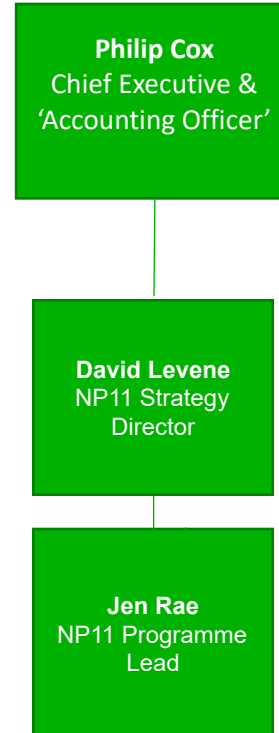 Philip Cox
Chief Executive &
‘Accounting Officer’
David Levene
NP11 Strategy
Director
Jen Rae
NP11 Programme
Lead